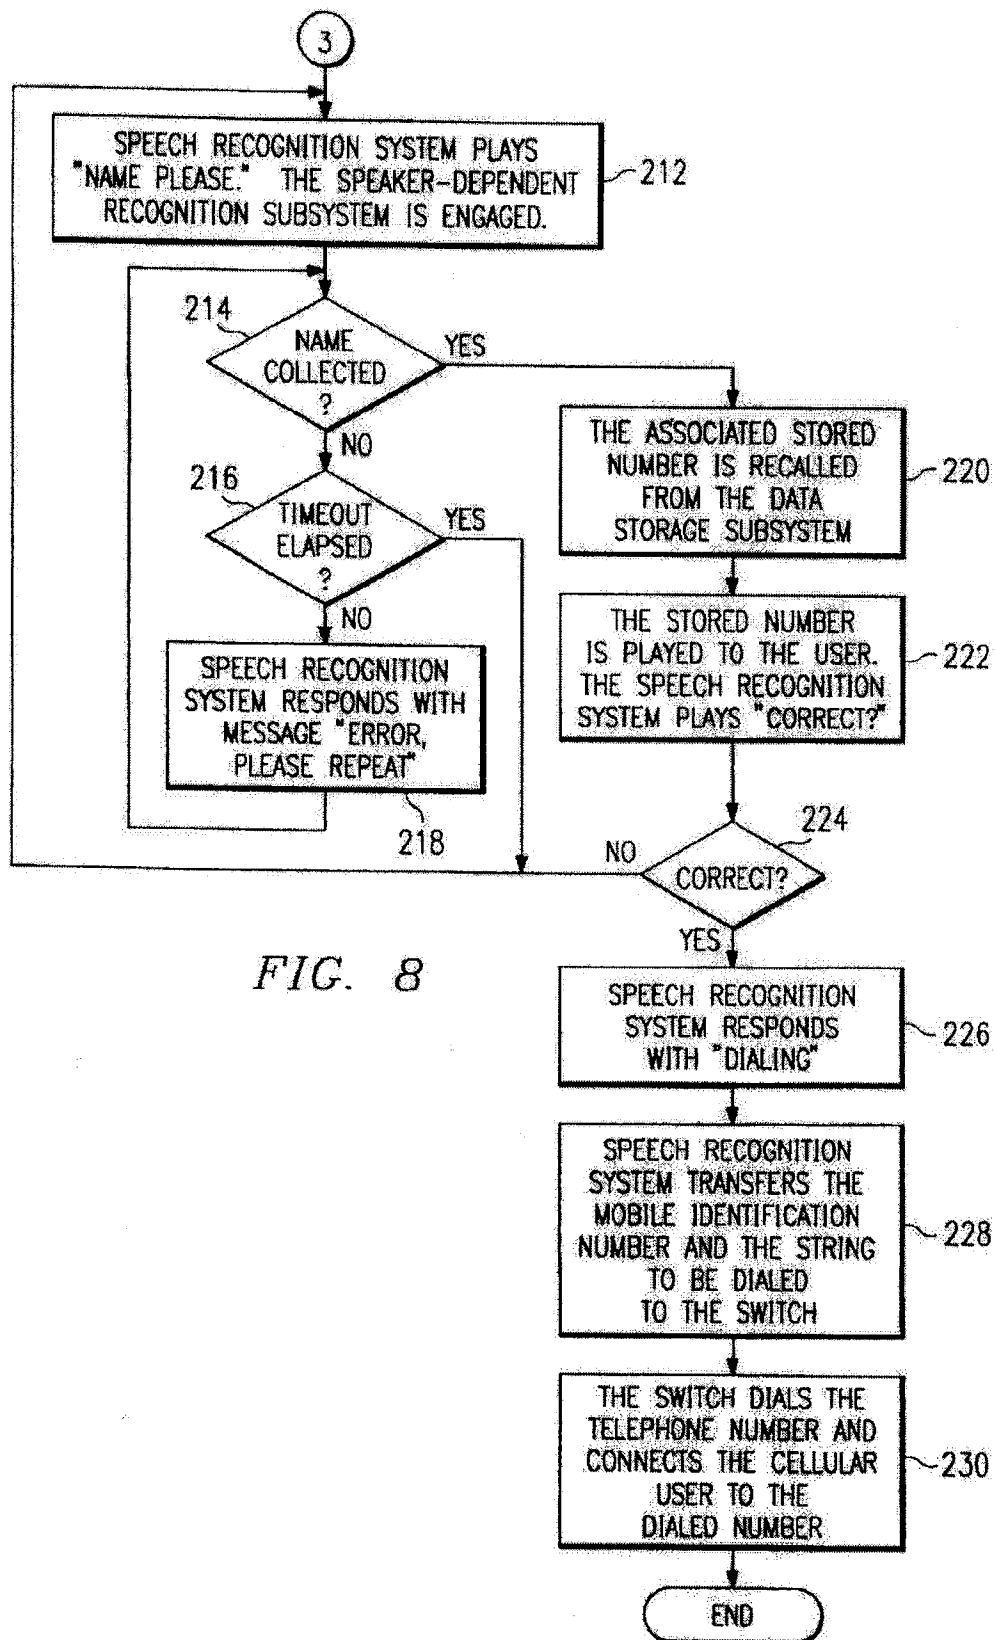 3
SPEECH RECOGNITION SYSTEM PLAYS
"NAME PLEASE." THE SPEAKER-DEPENDENT
RECOGNITION SUBSYSTEM IS ENGAGED.
212
214
NAME
COLLECTED
?
YES
NO
216
TIMEOUT
ELAPSED
?
YES
NO
SPEECH RECOGNITION
SYSTEM RESPONDS WITH
MESSAGE "ERROR,
PLEASE REPEAT"
218
THE ASSOCIATED STORED
NUMBER IS RECALLED
FROM THE DATA
STORAGE SUBSYSTEM
220
THE STORED NUMBER
IS PLAYED TO THE USER.
THE SPEECH RECOGNITION
SYSTEM PLAYS "CORRECT?"
222
224
NO
CORRECT?
YES
FIG. 8
SPEECH RECOGNITION
SYSTEM RESPONDS
WITH "DIALING"
226
SPEECH RECOGNITION
SYSTEM TRANSFERS THE
MOBILE IDENTIFICATION
NUMBER AND THE STRING
TO BE DIALED
TO THE SWITCH
228
THE SWITCH DIALS THE
TELEPHONE NUMBER AND
CONNECTS THE CELLULAR
USER TO THE
DIALED NUMBER
230
END